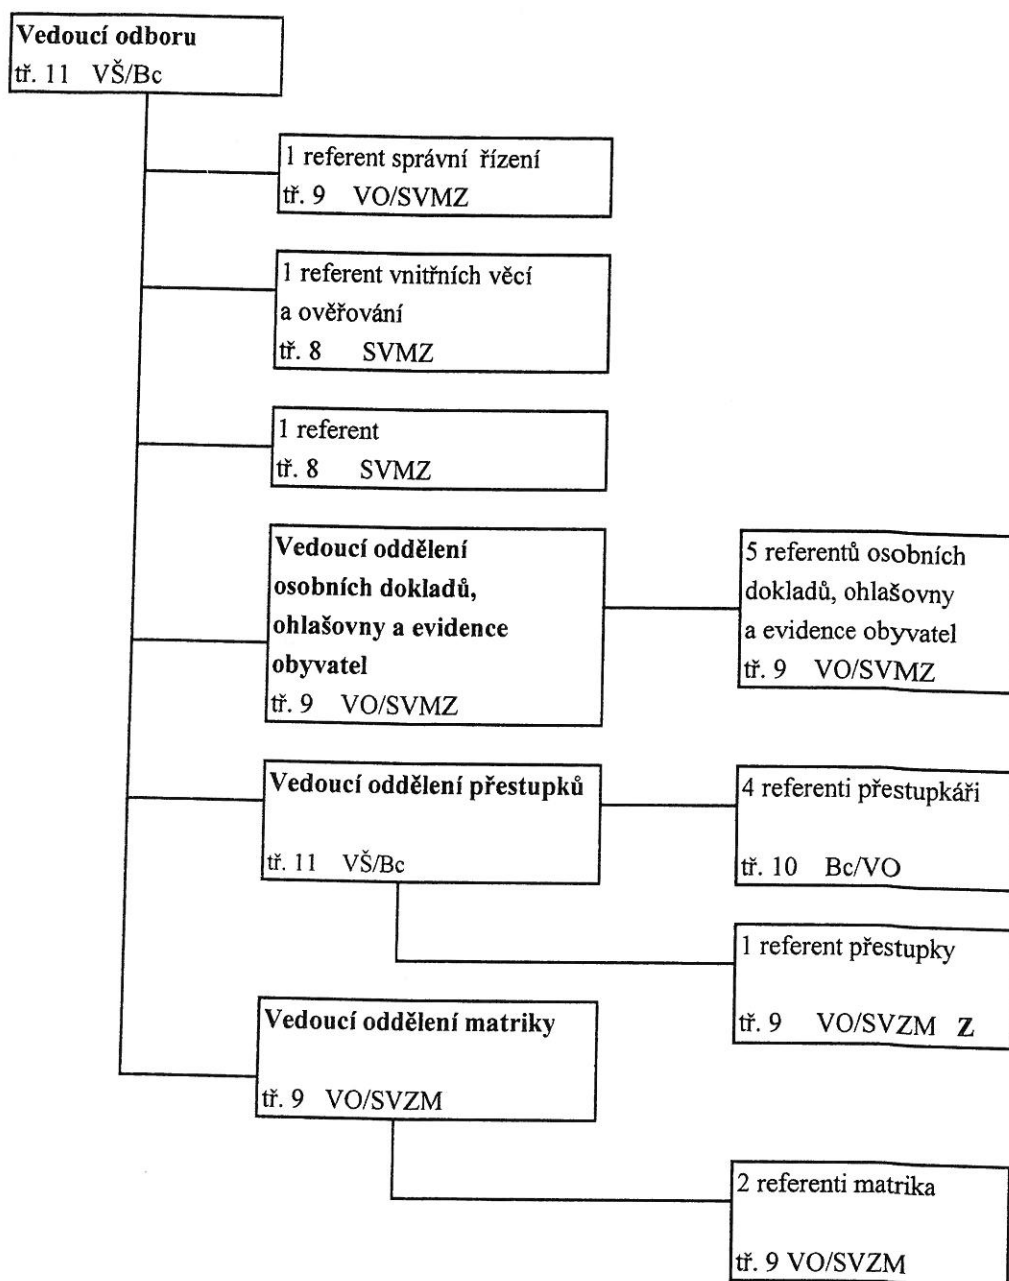 Vedoucí odboru
tř. 11 VŠ/Bc
1 referent správní řízení
tř. 9 VO/SVMZ
1 referent vnitřních věcí
a ověřování
tř. 8 SVMZ
1 referent
tř. 8 SVMZ
Vedoucí oddělení
osobních dokladů,
ohlašovny a evidence
obyvatel
tř. 9 VO/SVMZ
5 referentů osobních
dokladů, ohlašovny
a evidence obyvatel
tř. 9 VO/SVMZ
Vedoucí oddělení přestupků
tř. 11 VŠ/Bc
4 referenti přestupkáři
tř. 10 Bc/VO
1 referent přestupky
tř. 9 VO/SVZM Z
Vedoucí oddělení matriky
tř. 9 VO/SVZM
2 referenti matrika
tř. 9 VO/SVZM